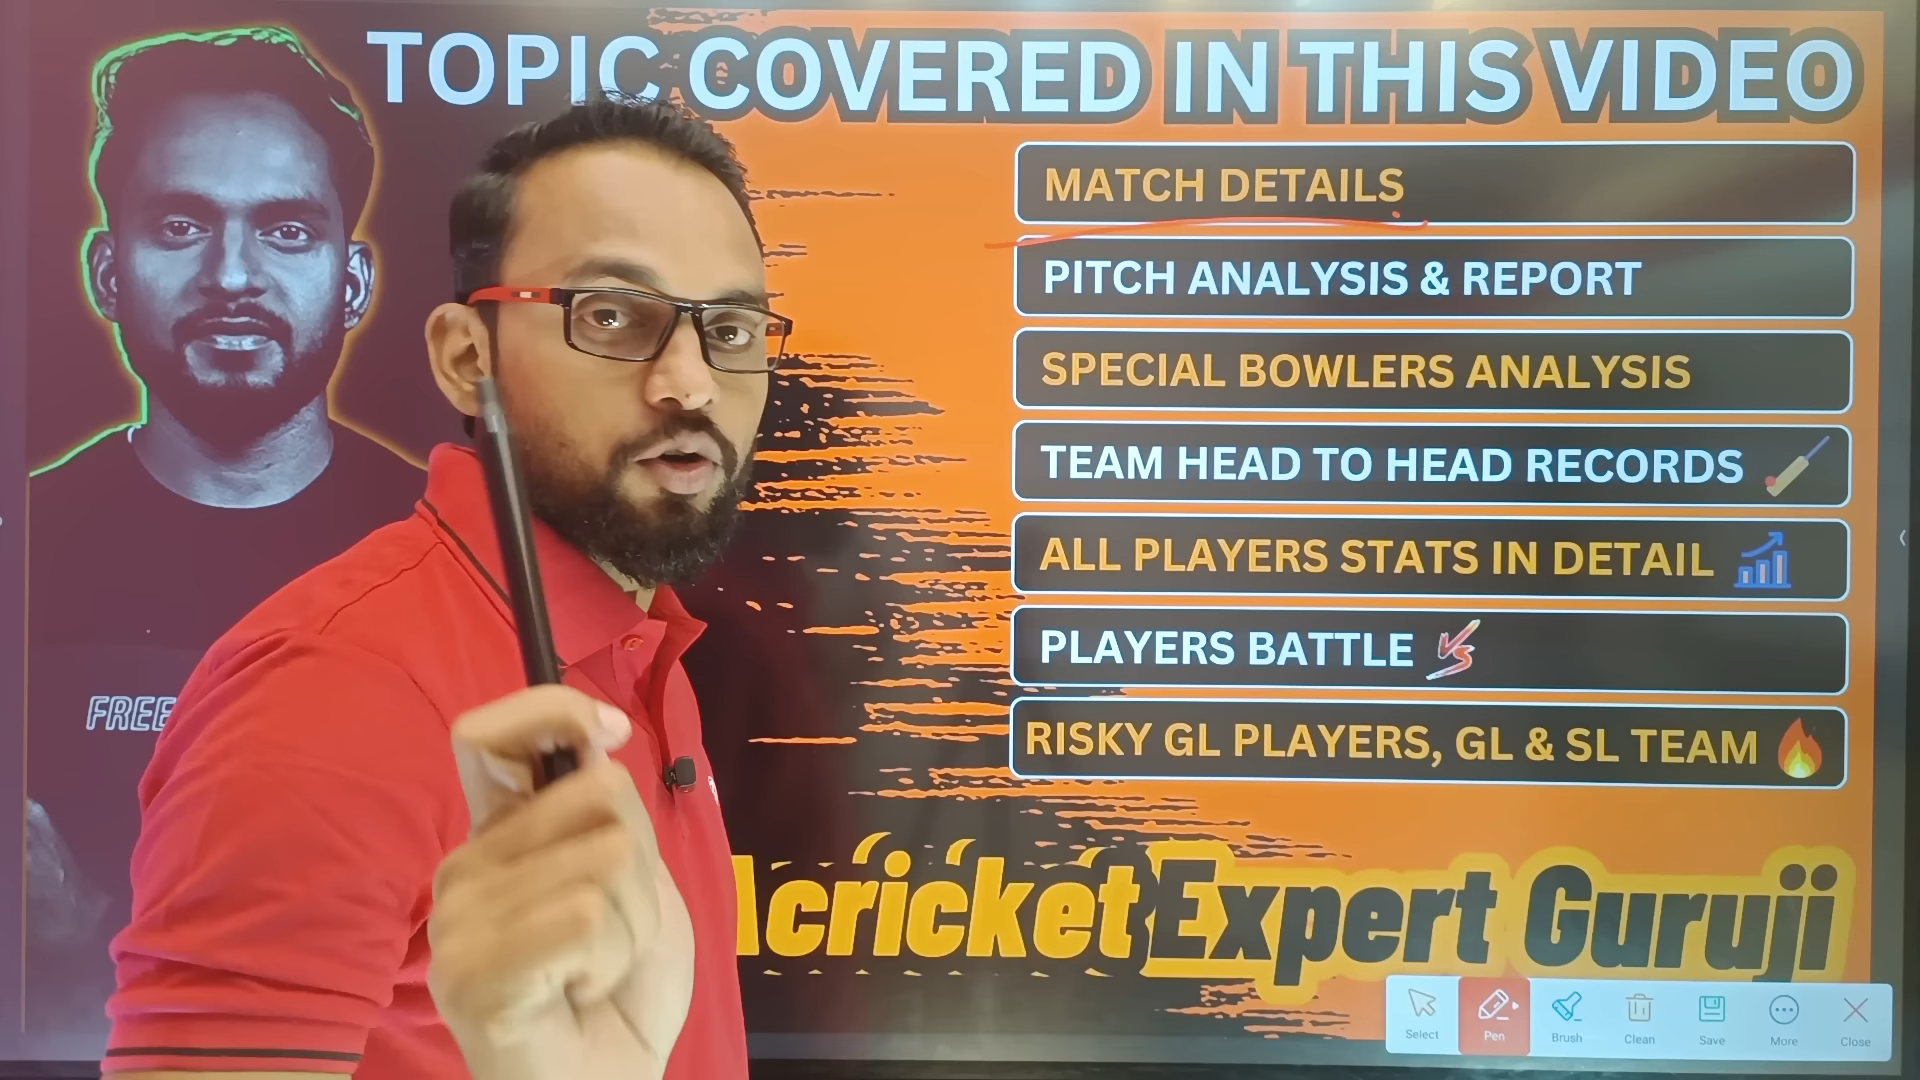 TOPIC COVERED IN THIS VIDEO
MATCH DETAILS
PITCH ANALYSIS & REPORT
SPECIAL BOWLERS ANALYSIS
TEAM HEAD TO HEAD RECORDS
ALL PLAYERS STATS IN DETAIL
PLAYERS BATTLE VS
RISKY GL PLAYERS, GL & SL TEAM
FREE
Acricket Expert Guruji
Select Pen Brush Clean Save More Close